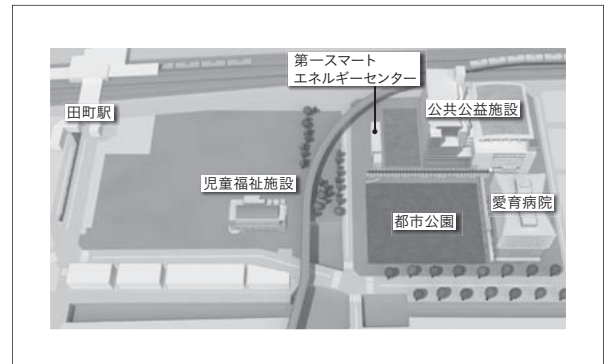 第一スマート
エネルギーセンター
田町駅
公共公益施設
児童福祉施設
愛育病院
都市公園